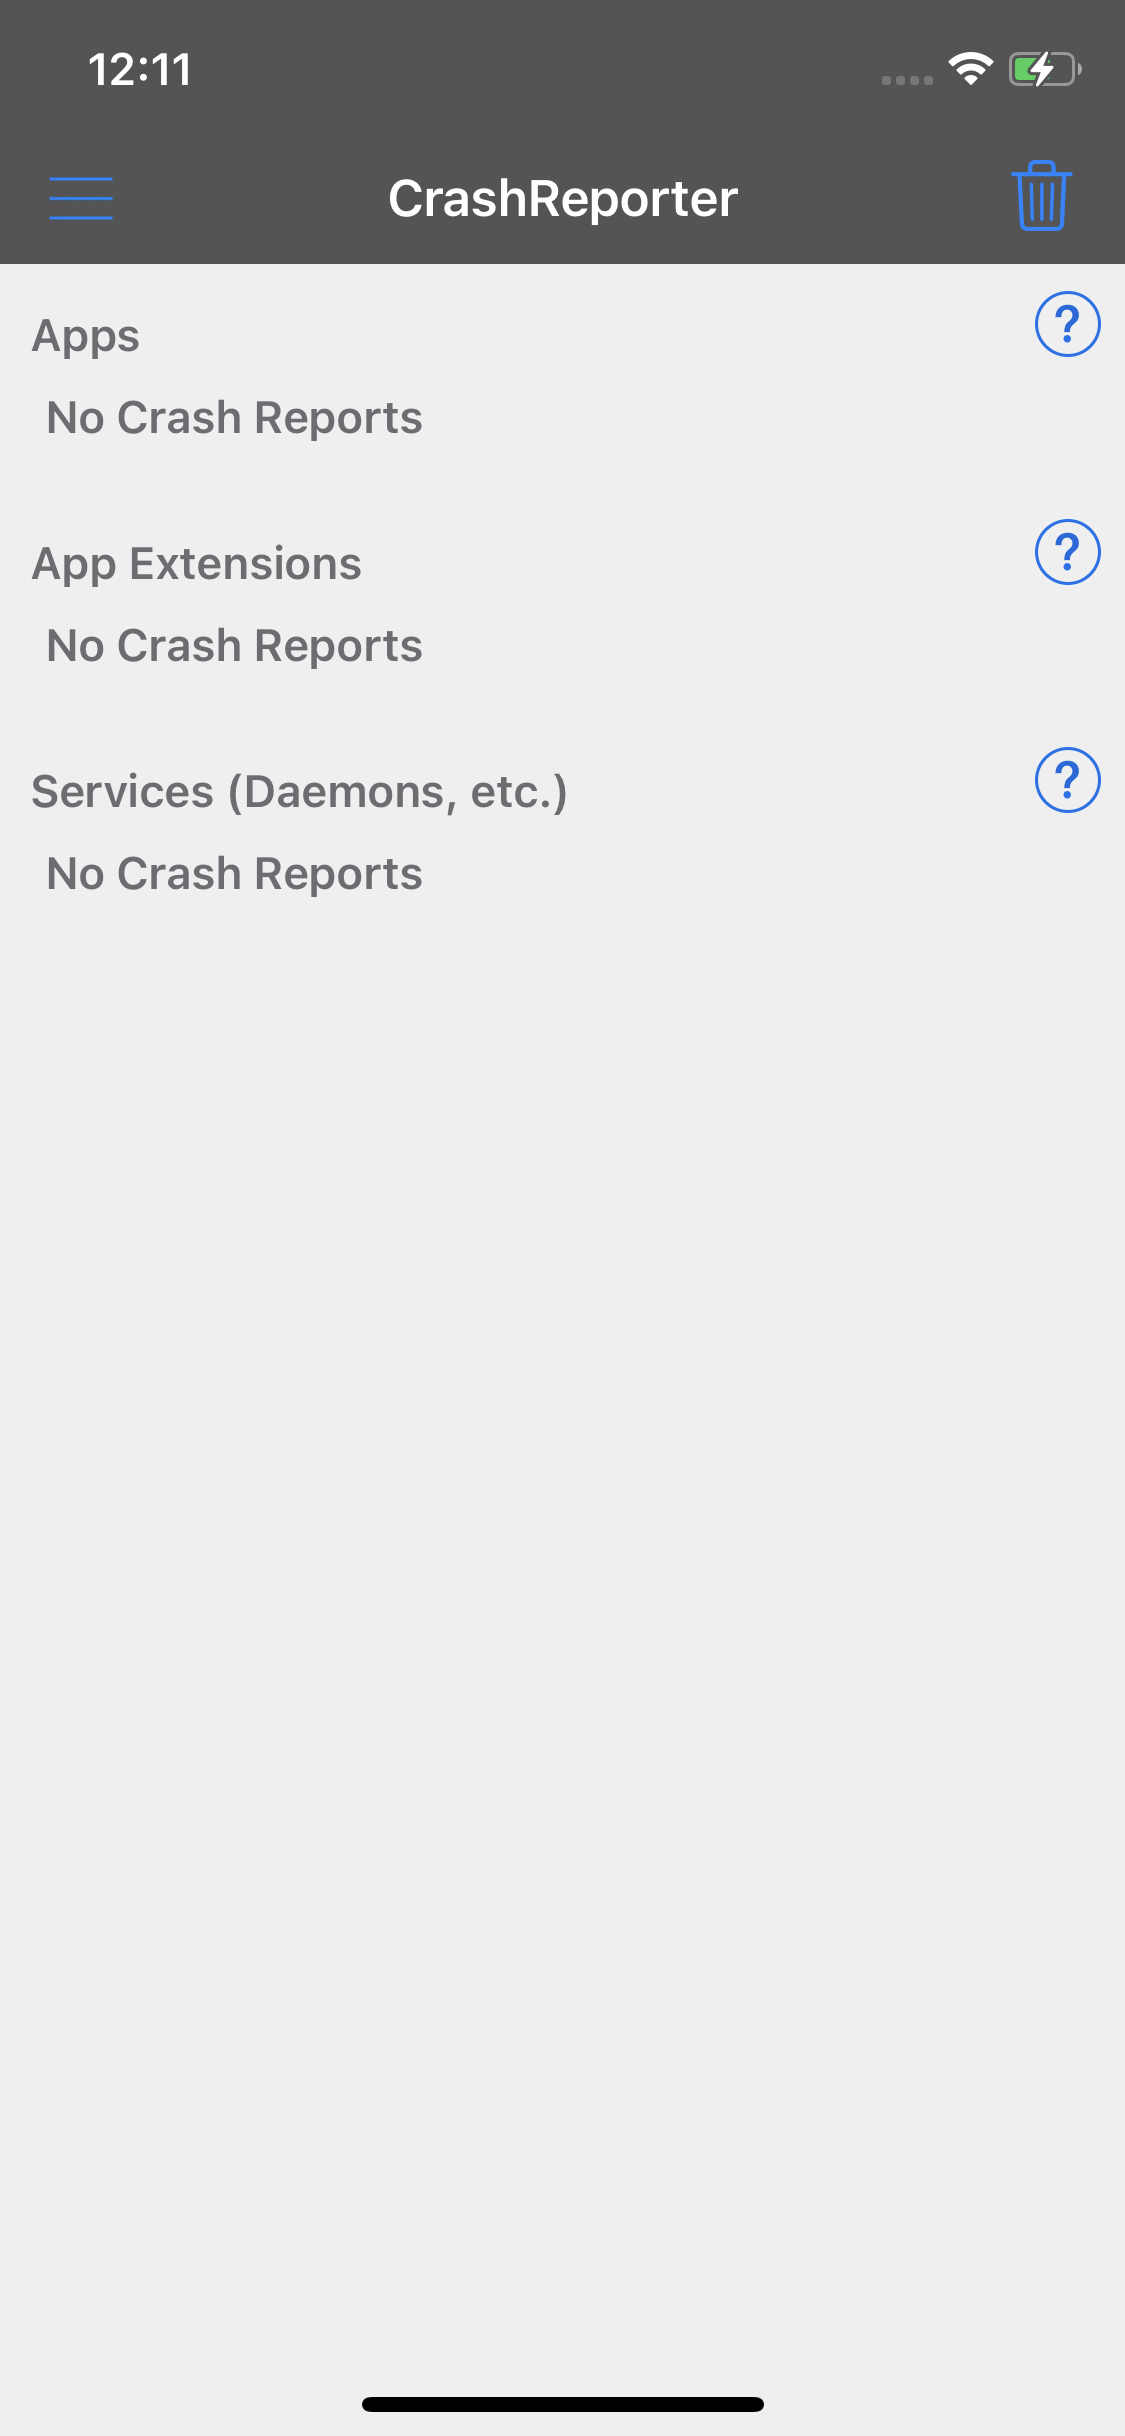 12:11
CrashReporter
Apps
?
No Crash Reports
App Extensions
?
No Crash Reports
Services (Daemons, etc.)
?
No Crash Reports